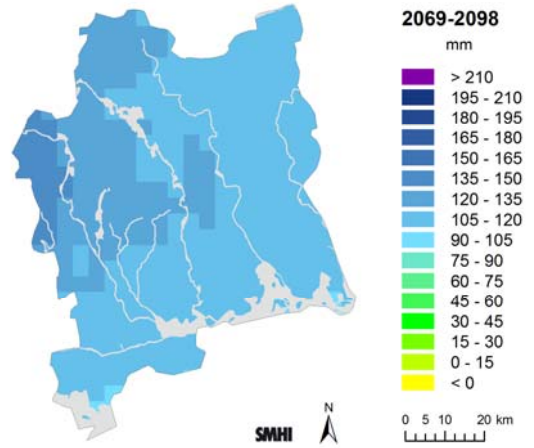 2069-2098
mm
> 210
195 - 210
180 - 195
165 - 180
150 - 165
135 - 150
120 - 135
105 - 120
90 - 105
75 - 90
60 - 75
45 - 60
30 - 45
15 - 30
0 - 15
< 0
SMHI
N
0 5 10 20 km